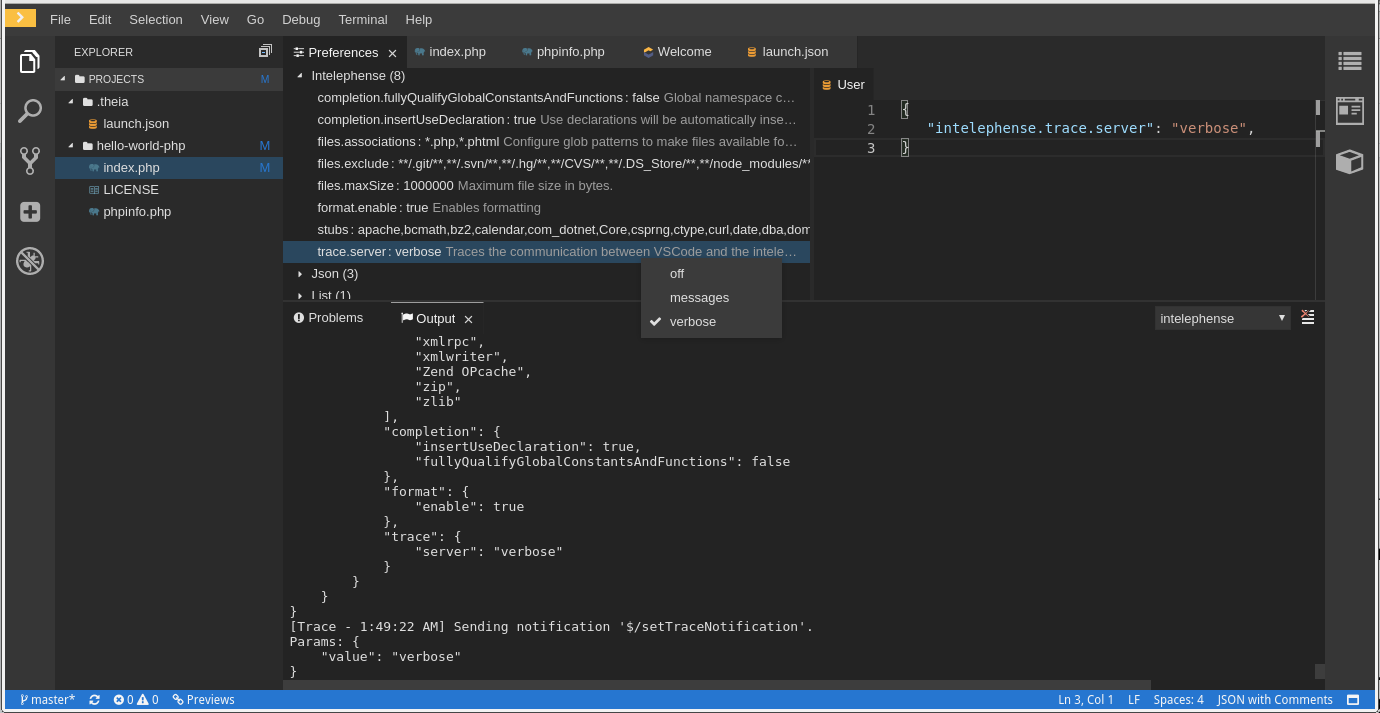 File Edit Selection View Go Debug Terminal Help
EXPLORER
PROJECTS M
.theia
launch.json
hello-world-php M
index.php M
LICENSE
phpinfo.php
Preferences × index.php phpinfo.php Welcome launch.json
Intelephense (8)
completion.fullyQualifyGlobalConstantsAndFunctions : false Global namespace c…
completion.insertUseDeclaration : true Use declarations will be automatically inse…
files.associations : *.php,*.phtml Configure glob patterns to make files available fo…
files.exclude : **/.git/**,**/.svn/**,**/.hg/**,**/CVS/**,**/.DS_Store/**,**/node_modules/**
files.maxSize : 1000000 Maximum file size in bytes.
format.enable : true Enables formatting
stubs : apache,bcmath,bz2,calendar,com_dotnet,Core,csprng,ctype,curl,date,dba,dom
trace.server : verbose Traces the communication between VSCode and the intele…
Json (3)
List (1)
off
messages
verbose
User
1 {
2 "intelephense.trace.server": "verbose",
3 }
Problems Output × intelephense
"xmlrpc",
"xmlwriter",
"Zend OPcache",
"zip",
"zlib"
],
"completion": {
"insertUseDeclaration": true,
"fullyQualifyGlobalConstantsAndFunctions": false
},
"format": {
"enable": true
},
"trace": {
"server": "verbose"
}
}
}
}
[Trace - 1:49:22 AM] Sending notification '$/setTraceNotification'.
Params: {
"value": "verbose"
}
master* 0 0 Previews Ln 3, Col 1 LF Spaces: 4 JSON with Comments